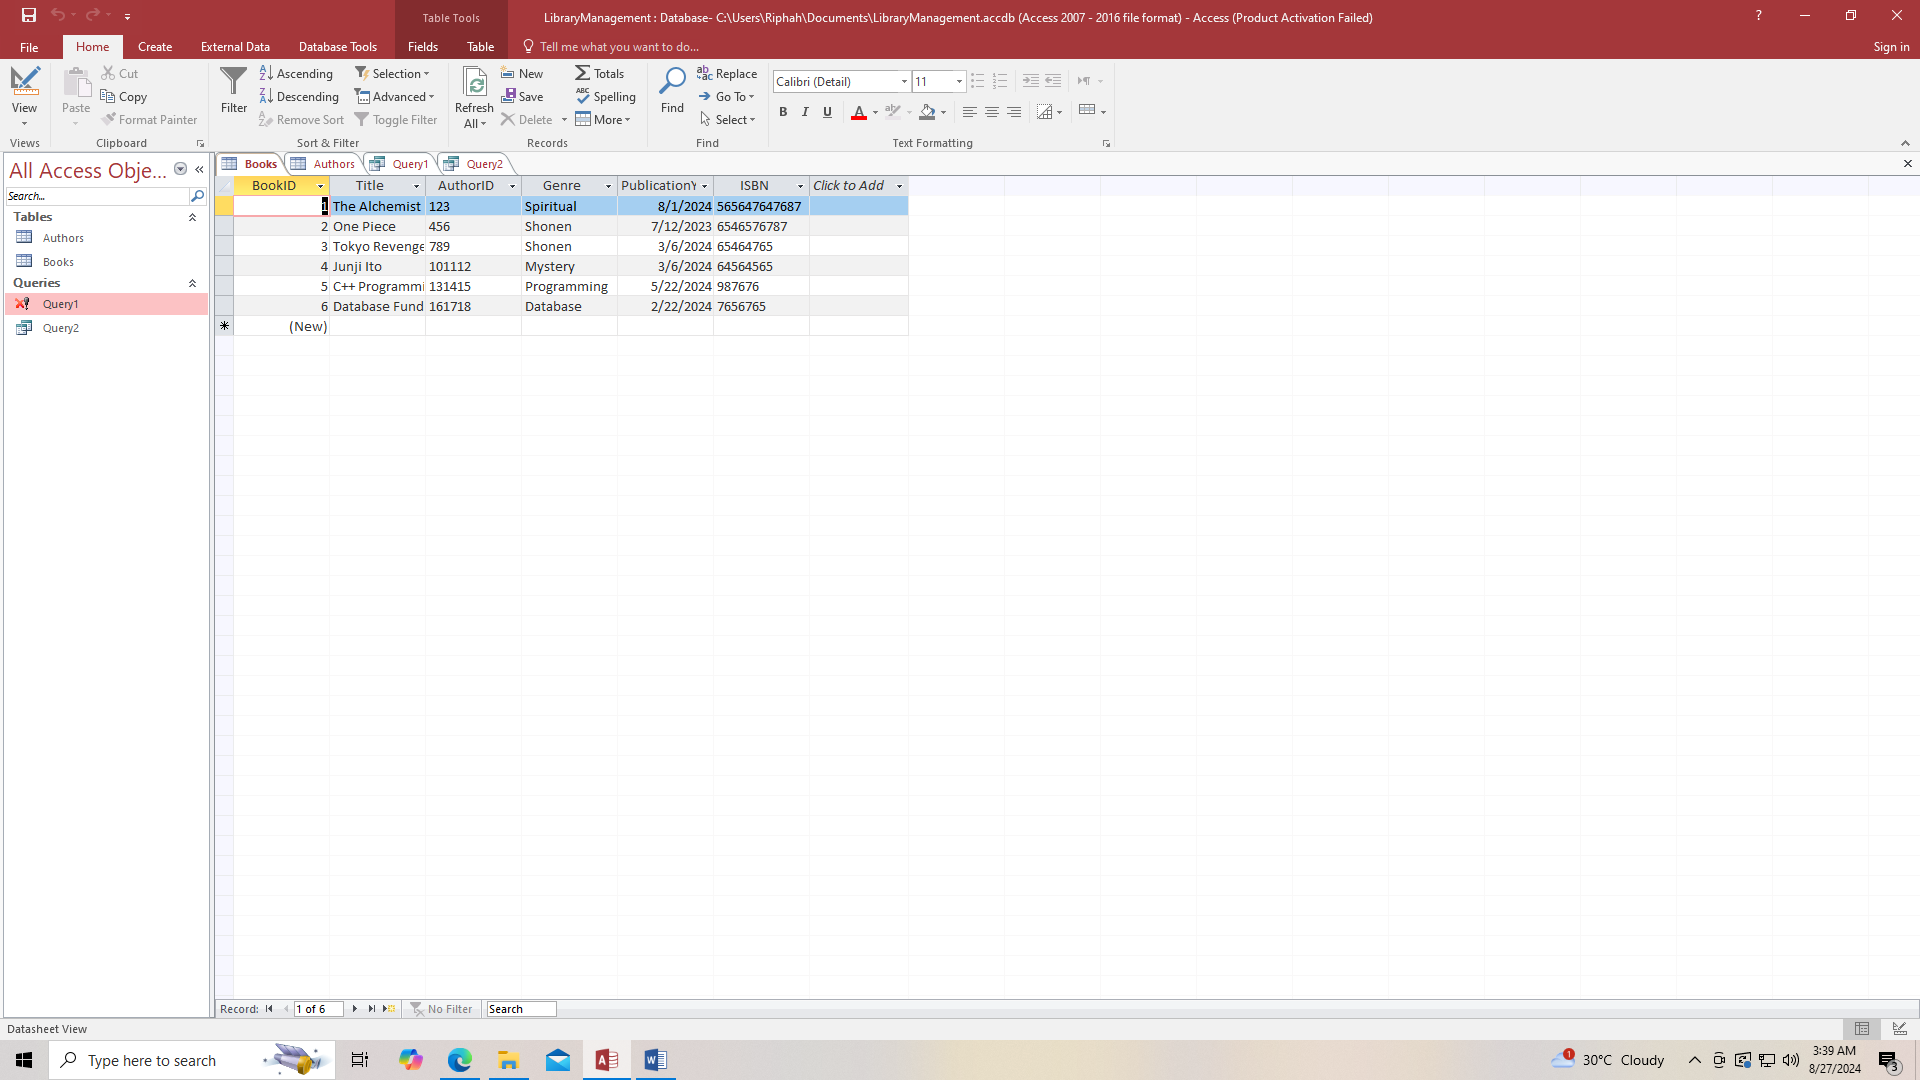 Table Tools
LibraryManagement : Database- C:\Users\Riphah\Documents\LibraryManagement.accdb (Access 2007 - 2016 file format) - Access (Product Activation Failed)
?
File Home Create External Data Database Tools Fields Table Tell me what you want to do... Sign in
View
Views
Paste
Cut
Copy
Format Painter
Clipboard
Filter
Ascending
Descending
Remove Sort
Selection
Advanced
Toggle Filter
Sort & Filter
Refresh
All
New
Save
Delete
Totals
Spelling
More
Records
Find
Replace
Go To
Select
Find
Calibri (Detail) 11
B I U A
Text Formatting
All Access Obje...
Search...
Tables
Authors
Books
Queries
Query1
Query2
Books Authors Query1 Query2
BookID Title AuthorID Genre PublicationY ISBN Click to Add
1 The Alchemist 123 Spiritual 8/1/2024 565647647687
2 One Piece 456 Shonen 7/12/2023 6546576787
3 Tokyo Revenge 789 Shonen 3/6/2024 65464765
4 Junji Ito 101112 Mystery 3/6/2024 64564565
5 C++ Programmi 131415 Programming 5/22/2024 987676
6 Database Fund 161718 Database 2/22/2024 7656765
(New)
Record: 1 of 6 No Filter Search
Datasheet View
Type here to search
1 30°C Cloudy
3:39 AM
8/27/2024
3